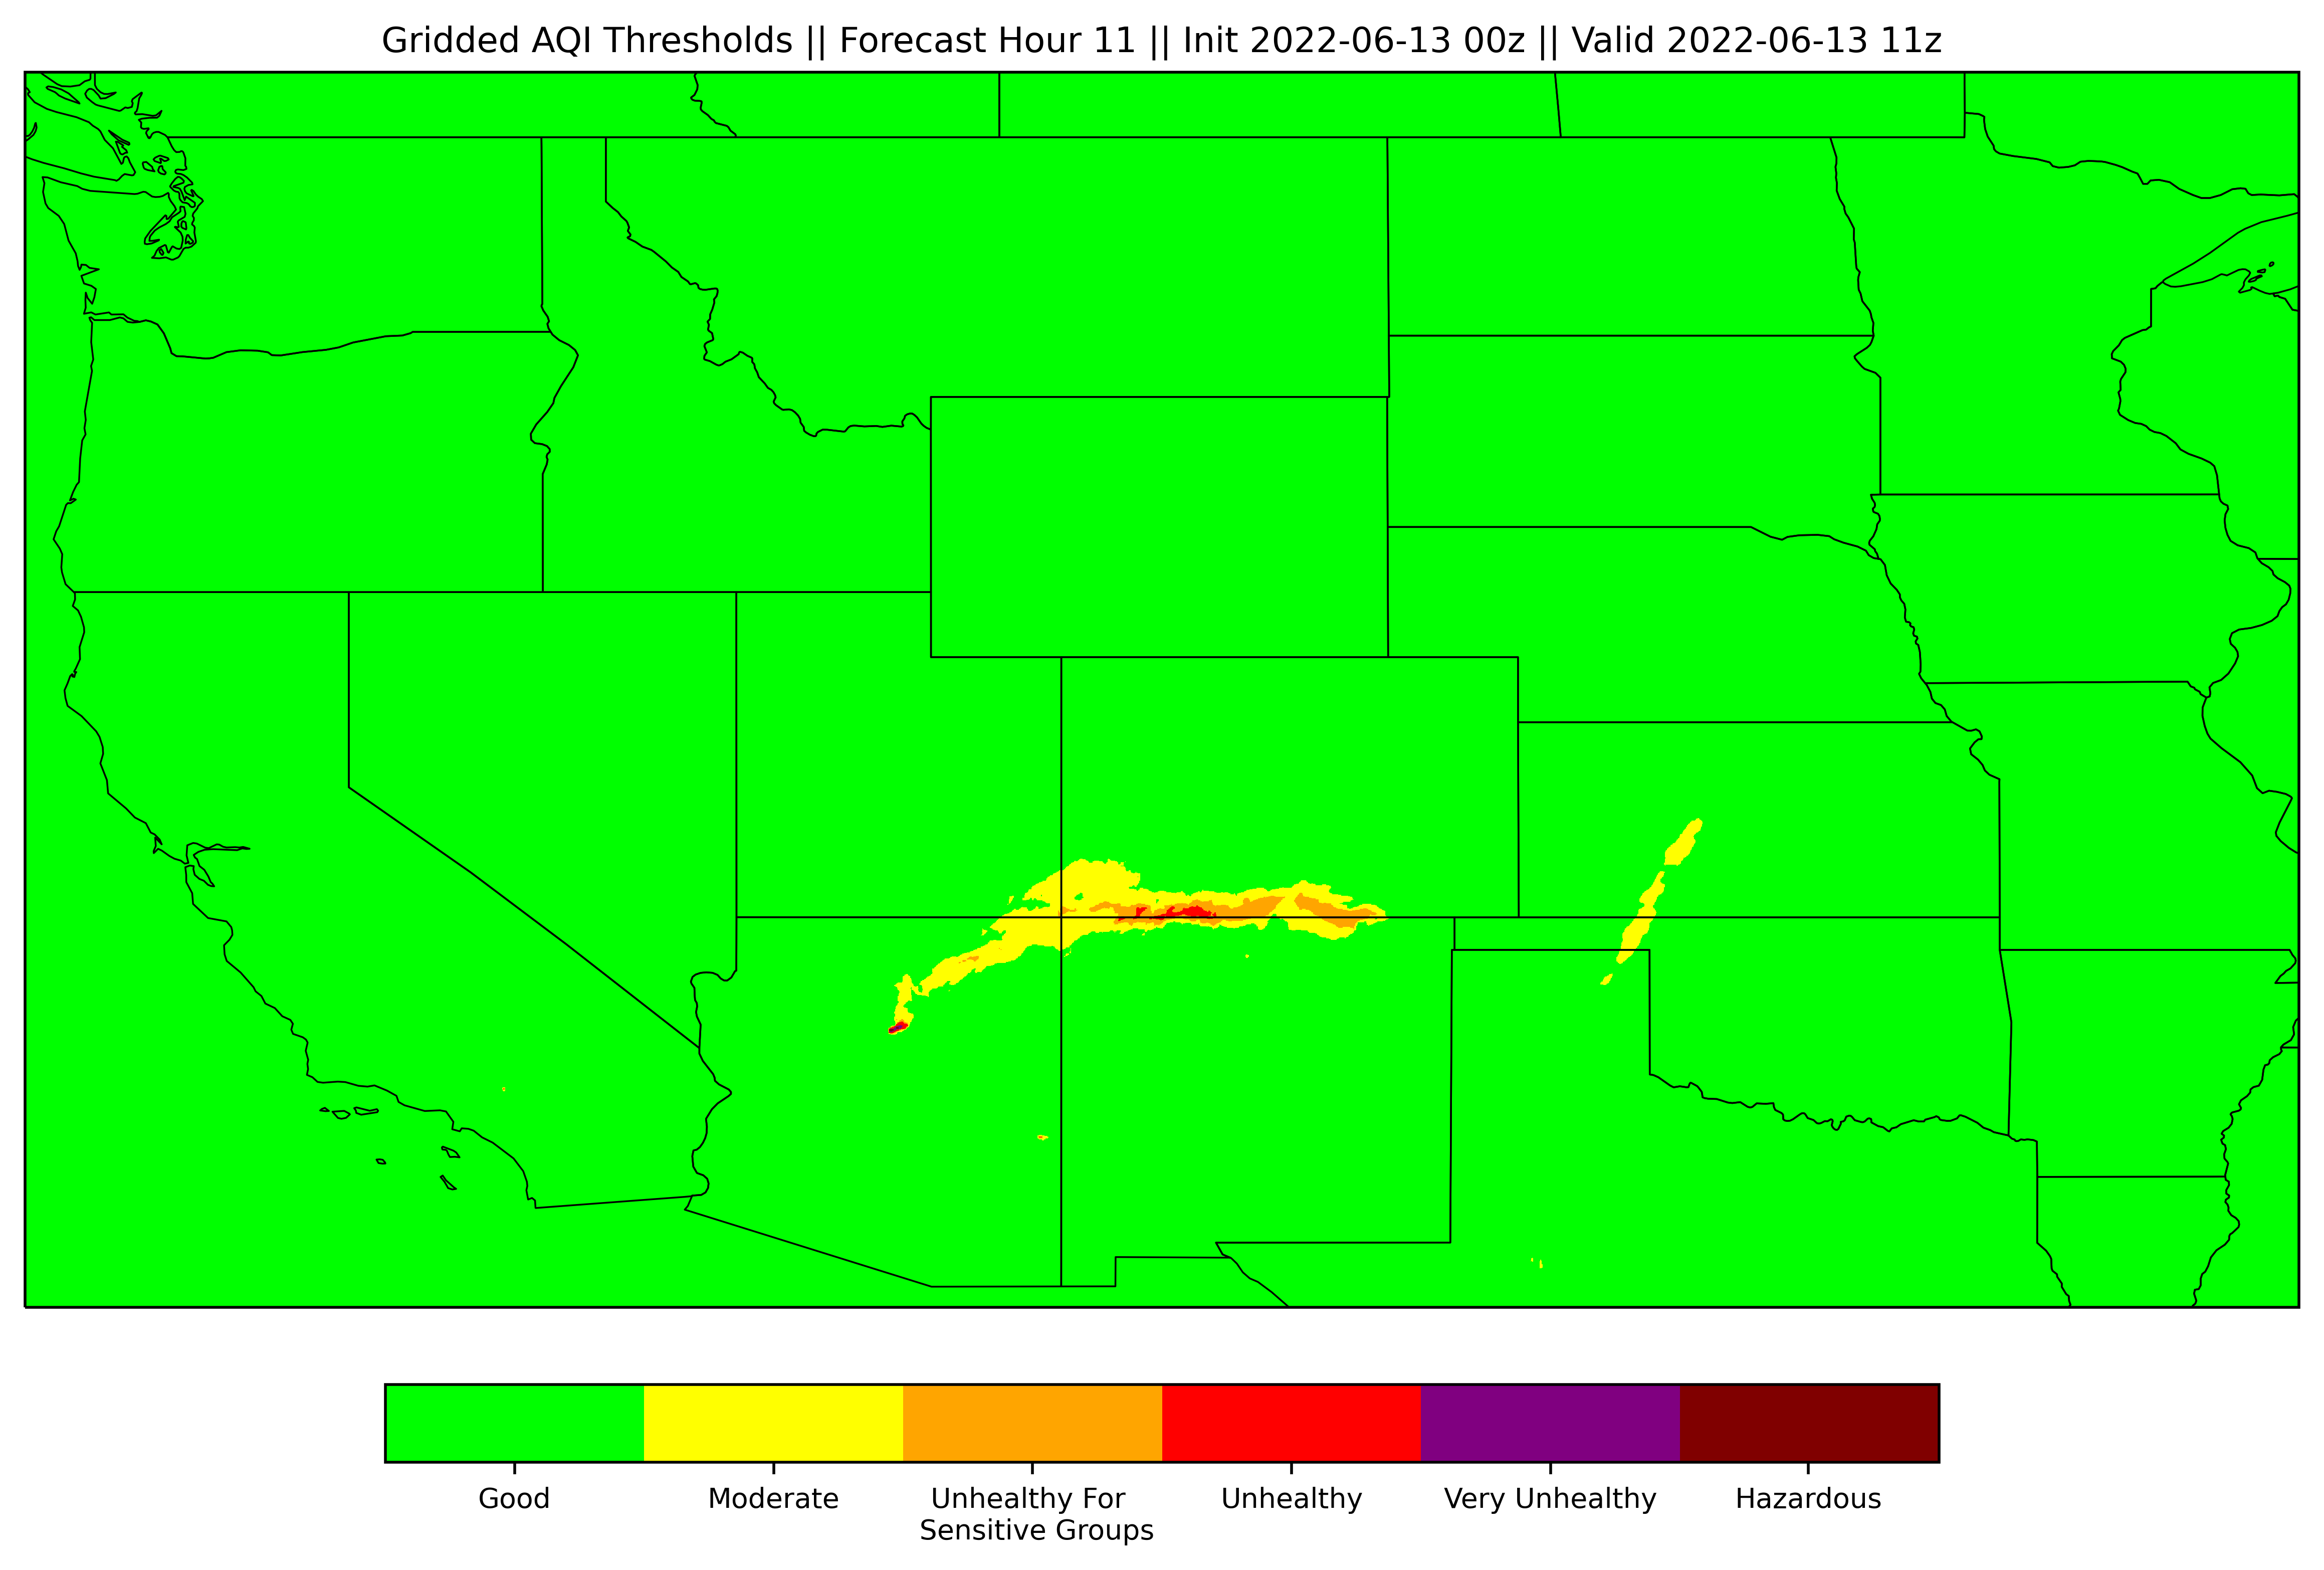 Gridded AQI Thresholds || Forecast Hour 11 || Init 2022-06-13 00z || Valid 2022-06-13 11z
Good
Moderate
Unhealthy For
Sensitive Groups
Unhealthy
Very Unhealthy
Hazardous